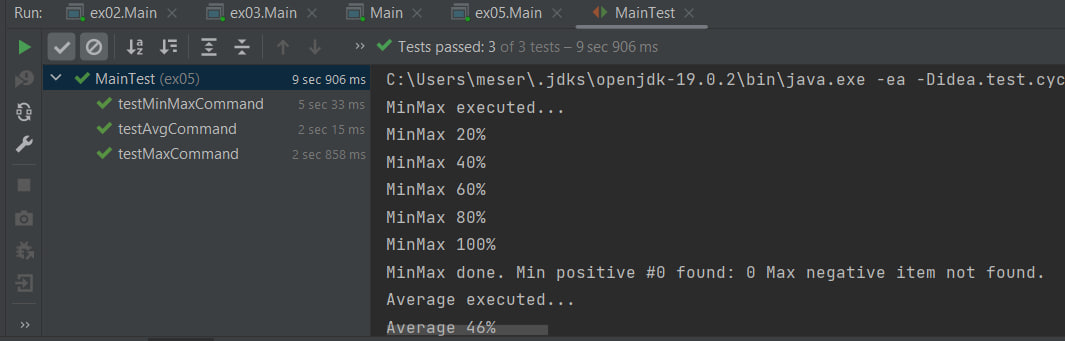 Run: ex02.Main ex03.Main Main ex05.Main MainTest
Tests passed: 3 of 3 tests – 9 sec 906 ms
MainTest (ex05) 9 sec 906 ms
testMinMaxCommand 5 sec 33 ms
testAvgCommand 2 sec 15 ms
testMaxCommand 2 sec 858 ms
C:\Users\meser\.jdks\openjdk-19.0.2\bin\java.exe -ea -Didea.test.cyc
MinMax executed...
MinMax 20%
MinMax 40%
MinMax 60%
MinMax 80%
MinMax 100%
MinMax done. Min positive #0 found: 0 Max negative item not found.
Average executed...
Average 46%